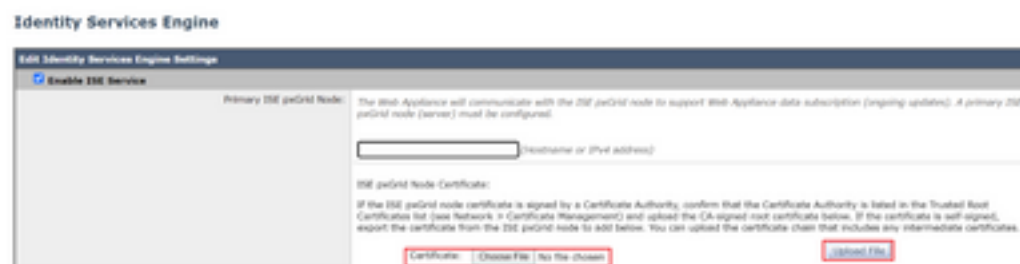 Identity Services Engine
Edit Identity Services Engine Settings
Enable ISE Service
Primary ISE pxGrid Node: The Web Appliance will communicate with the ISE pxGrid node to support Web Appliance data subscription (ongoing updates). A primary ISE
pxGrid node (server) must be configured.
(Hostname or IPv4 address)
ISE pxGrid Node Certificate:
If the ISE pxGrid node certificate is signed by a Certificate Authority, confirm that the Certificate Authority is listed in the Trusted Root
Certificates list (see Network > Certificate Management) and upload the CA-signed root certificate below. If the certificate is self-signed,
export the certificate from the ISE pxGrid node to add below. You can upload the certificate chain that includes any intermediate certificates.
Certificate: Choose File No file chosen Upload File